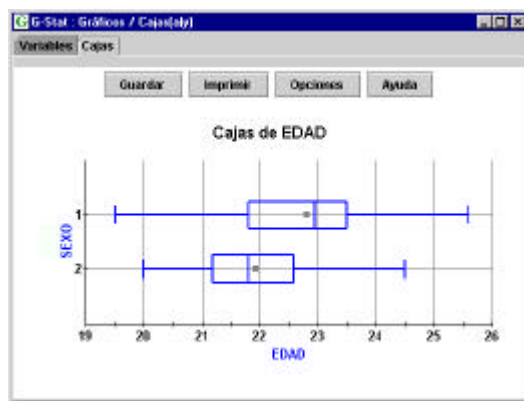 G-Stat : Gráficos / Cajas(aly)
Variables Cajas
Guardar Imprimir Opciones Ayuda
Cajas de EDAD
SEXO
1
2
19 20 21 22 23 24 25 26
EDAD